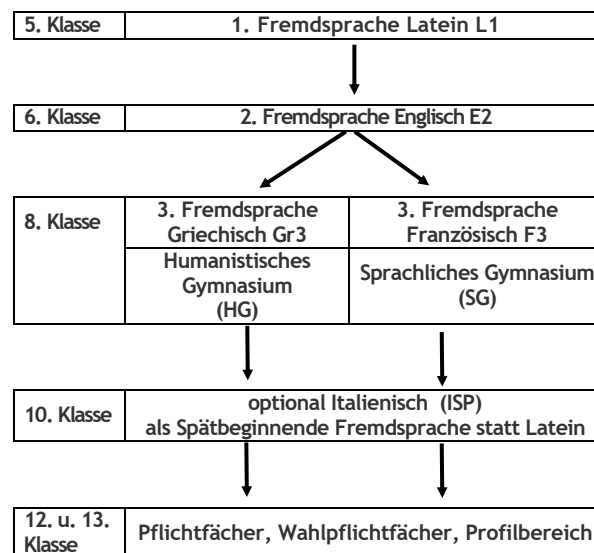 5. Klasse
1. Fremdsprache Latein L1
6. Klasse
2. Fremdsprache Englisch E2
8. Klasse
3. Fremdsprache
Griechisch Gr3
3. Fremdsprache
Französisch F3
Humanistisches
Gymnasium
(HG)
Sprachliches Gymnasium
(SG)
10. Klasse
optional Italienisch (ISP)
als Spätbeginnende Fremdsprache statt Latein
12. u. 13.
Klasse
Pflichtfächer, Wahlpflichtfächer, Profilbereich